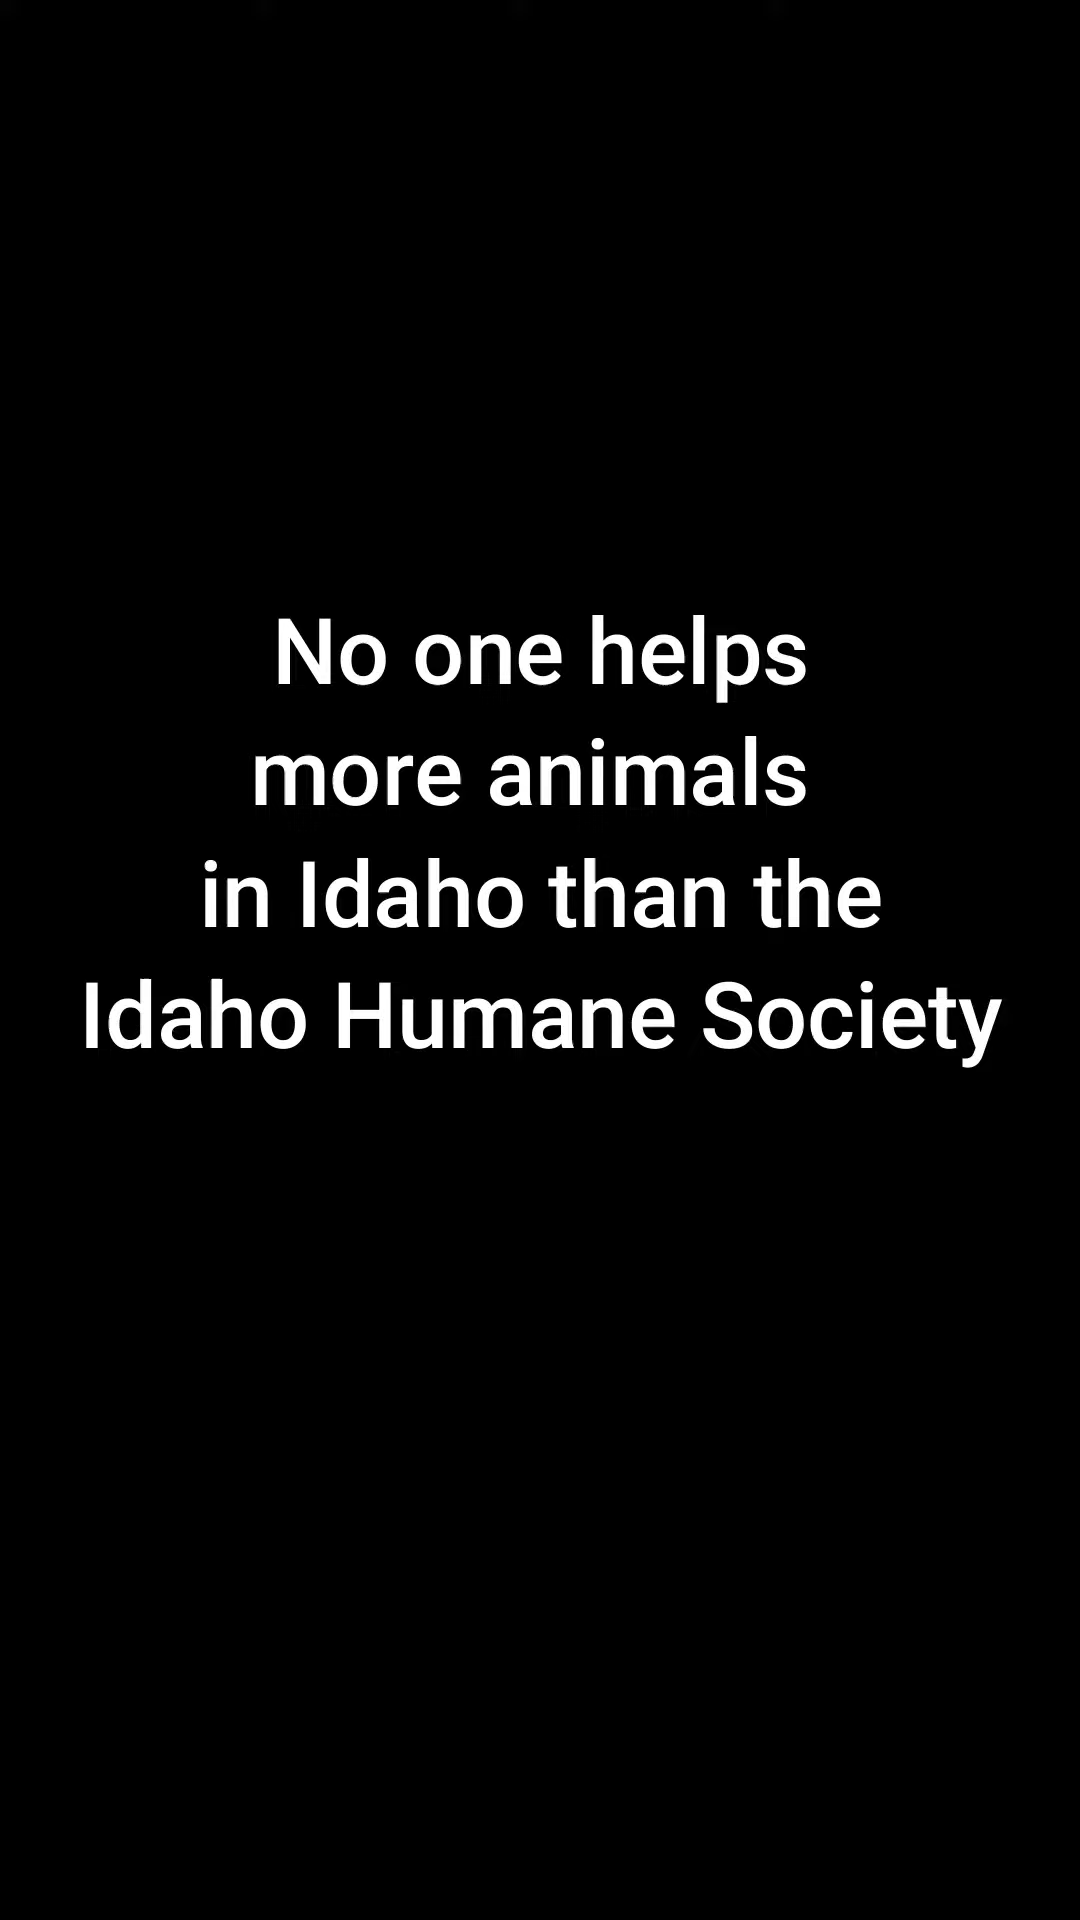 No one helps
more animals
in Idaho than the
Idaho Humane Society